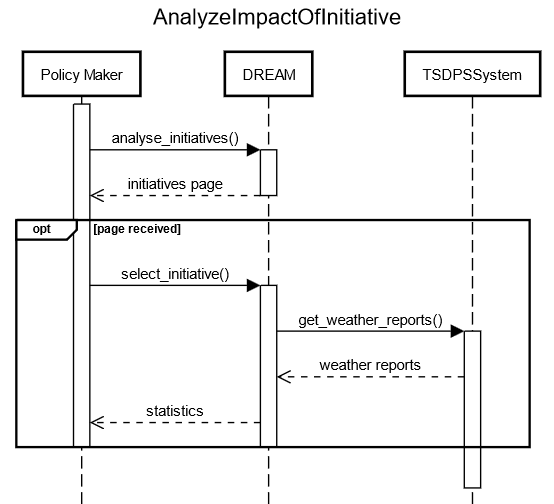 AnalyzeImpactOfInitiative
Policy Maker
DREAM
TSDPSSystem
analyse_initiatives()
initiatives page
opt
[page received]
select_initiative()
get_weather_reports()
weather reports
statistics